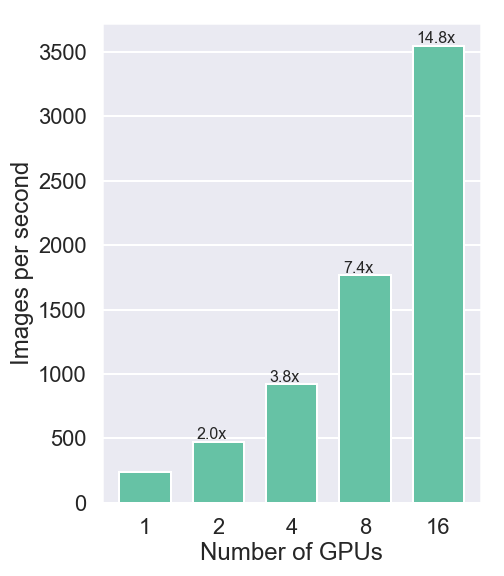 14.8x
3500
3000
2500
7.4x
2000
1500
3.8x
1000
2.0x
500
0
1 2 4 8 16
Number of GPUs
Images per second